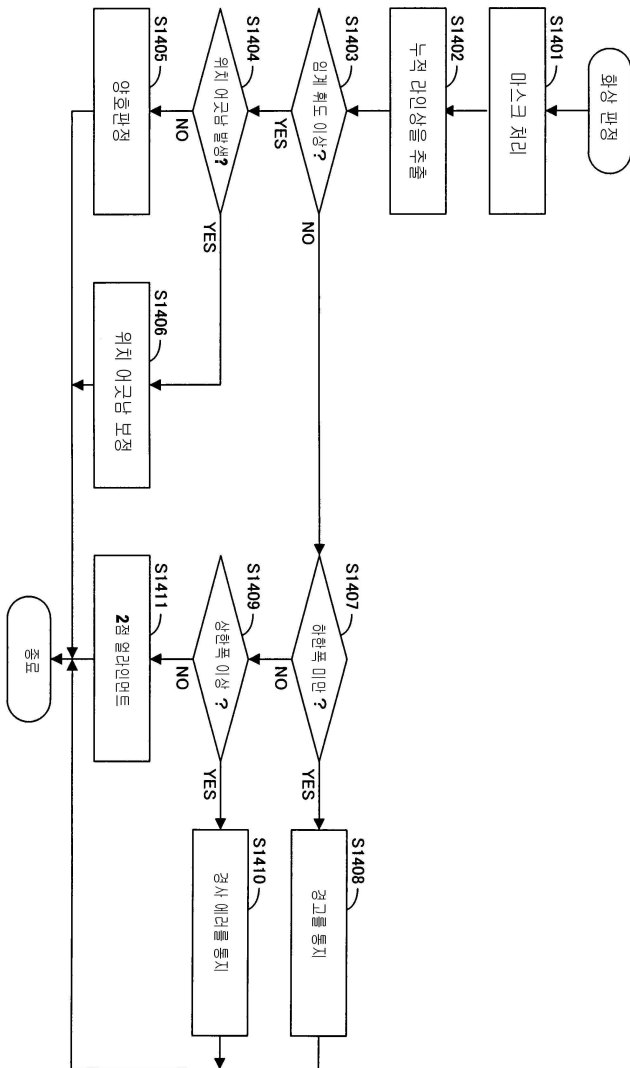 화상 판정
S1401
마스크 처리
S1402
누적 라인상을 추출
S1403
임계 휘도 이상?
YES
NO
S1404
위치 어긋남 발생?
NO
YES
S1405
양호판정
S1406
위치 어긋남 보정
S1407
하한폭 미만 ?
NO
YES
S1408
경고를 통지
S1409
상한폭 이상 ?
NO
YES
S1410
경사 에러를 통지
S1411
2점 얼라인먼트
종료